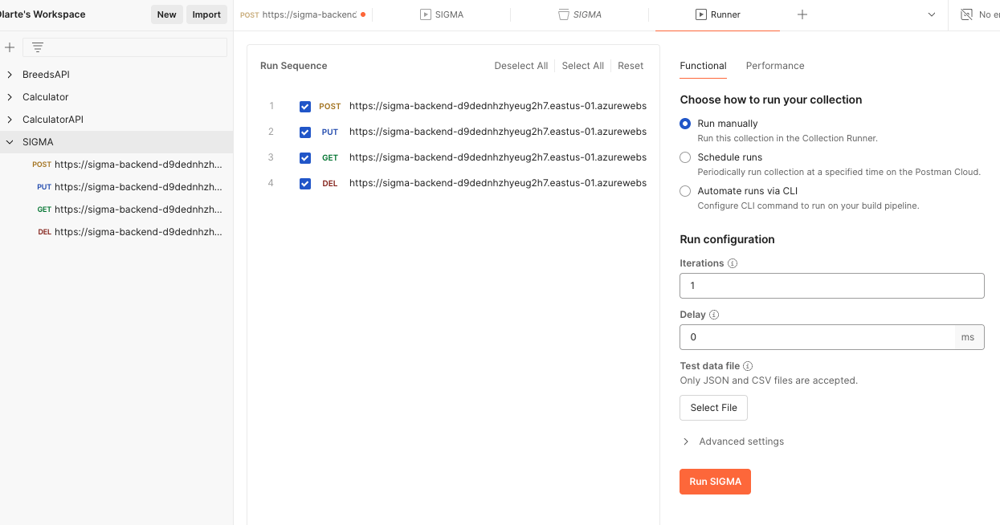 Olarte's Workspace
New
Import
POST https://sigma-backend
SIGMA
SIGMA
Runner
No
BreedsAPI
Calculator
CalculatorAPI
SIGMA
POST https://sigma-backend-d9dednhzh...
PUT https://sigma-backend-d9dednhzh...
GET https://sigma-backend-d9dednhzh...
DEL https://sigma-backend-d9dednhzh...
Run Sequence
Deselect All
Select All
Reset
1 POST https://sigma-backend-d9dednhzhyeug2h7.eastus-01.azurewebs
2 PUT https://sigma-backend-d9dednhzhyeug2h7.eastus-01.azurewebs
3 GET https://sigma-backend-d9dednhzhyeug2h7.eastus-01.azurewebs
4 DEL https://sigma-backend-d9dednhzhyeug2h7.eastus-01.azurewebs
Functional
Performance
Choose how to run your collection
Run manually
Run this collection in the Collection Runner.
Schedule runs
Periodically run collection at a specified time on the Postman Cloud.
Automate runs via CLI
Configure CLI command to run on your build pipeline.
Run configuration
Iterations
1
Delay
0 ms
Test data file
Only JSON and CSV files are accepted.
Select File
Advanced settings
Run SIGMA